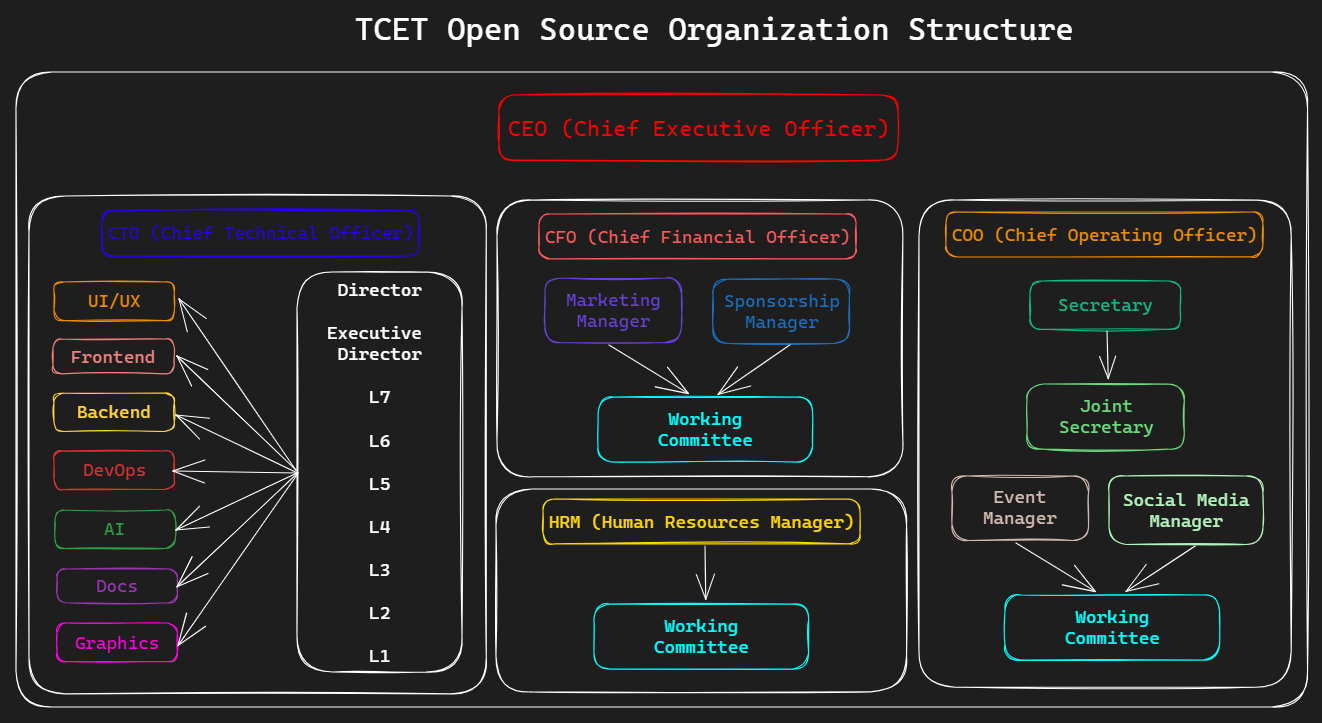 TCET Open Source Organization Structure
CEO (Chief Executive Officer)
CTO (Chief Technical Officer)
UI/UX
Frontend
Backend
DevOps
AI
Docs
Graphics
Director
Executive
Director
L7
L6
L5
L4
L3
L2
L1
CFO (Chief Financial Officer)
Marketing
Manager
Sponsorship
Manager
Working
Committee
HRM (Human Resources Manager)
Working
Committee
COO (Chief Operating Officer)
Secretary
Joint
Secretary
Event
Manager
Social Media
Manager
Working
Committee